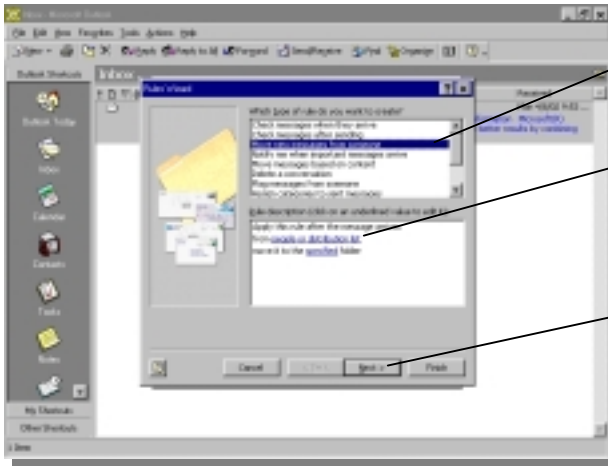 Inbox - Microsoft Outlook
File Edit View Favorites Tools Actions Help
New Reply Reply to All Forward Send/Receive Find Organize
Outlook Shortcuts Inbox
Outlook Today
Inbox
Calendar
Contacts
Tasks
Notes
My Shortcuts
Other Shortcuts
Received
better results by combining
Rules Wizard
Which type of rule do you want to create?
Check messages when they arrive
Check messages after sending
Move new messages from someone
Notify me when important messages arrive
Move messages based on content
Delete a conversation
Flag messages from someone
Rule description (click on an underlined value to edit it):
Apply this rule after the message arrives
from people or distribution list
move it to the specified folder
Cancel
Next >
Finish